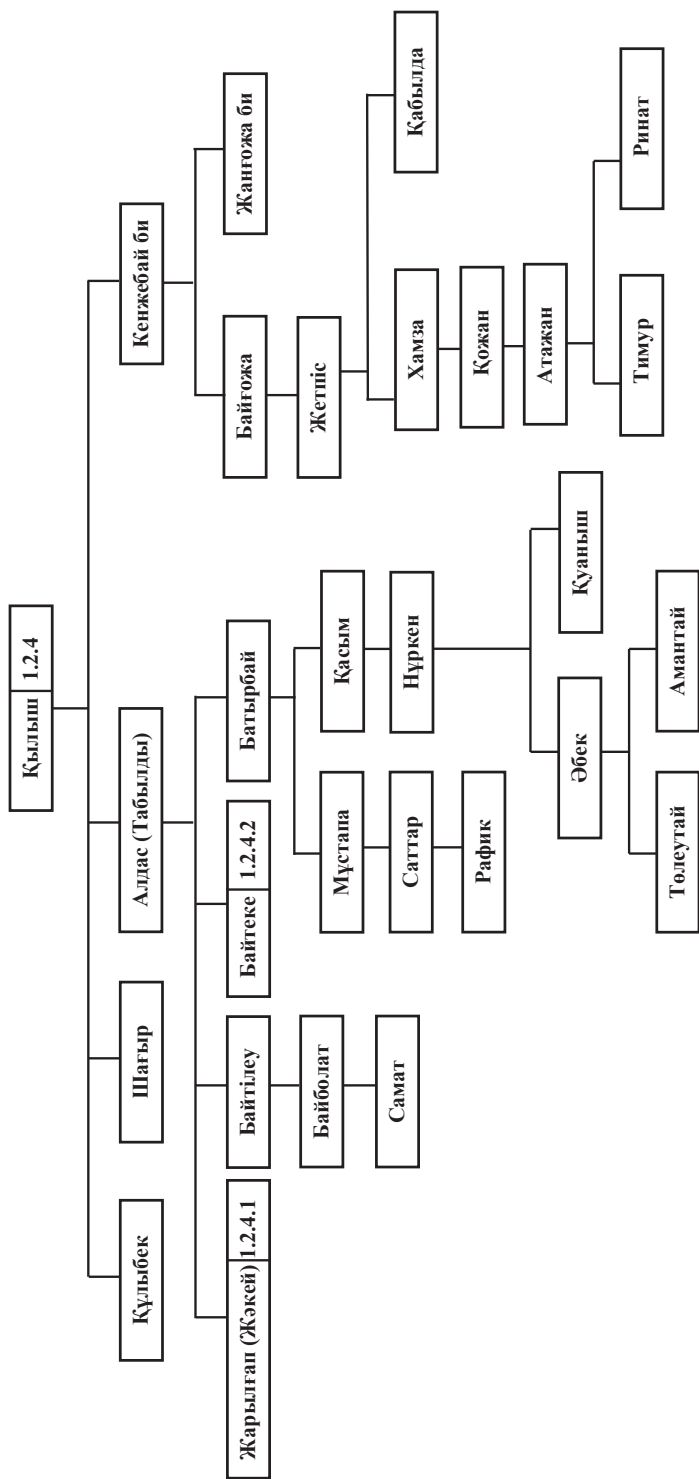 Қылыш 1.2.4
Құлыбек
Шағыр
Алдас (Табылды)
Кенжебай би
Жарылғап (Жәкей) 1.2.4.1
Байтілеу
Байтеке 1.2.4.2
Батырбай
Байғожа
Жанғожа би
Байболат
Мұстапа
Қасым
Жетпіс
Самат
Саттар
Нүркен
Хамза
Қабылда
Рафик
Қожан
Әбек
Қуаныш
Атажан
Төлеутай
Амантай
Тимур
Ринат